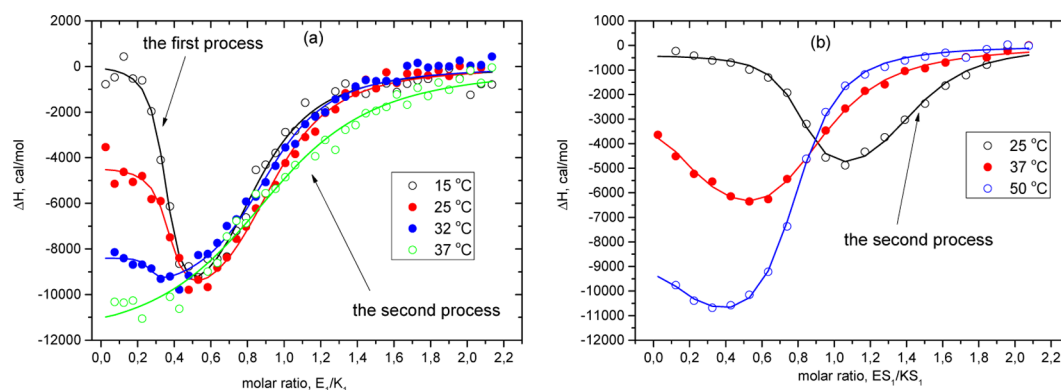 2000
0
-2000
-4000
-6000
-8000
-10000
-12000
ΔH, cal/mol
(a)
the first process
15 °C
25 °C
32 °C
37 °C
the second process
0,0 0,2 0,4 0,6 0,8 1,0 1,2 1,4 1,6 1,8 2,0 2,2
molar ratio, E₄/K₄
1000
0
-1000
-2000
-3000
-4000
-5000
-6000
-7000
-8000
-9000
-10000
-11000
-12000
ΔH, cal/mol
(b)
25 °C
37 °C
50 °C
the second process
0,0 0,2 0,4 0,6 0,8 1,0 1,2 1,4 1,6 1,8 2,0 2,2
molar ratio, ES₁/KS₁